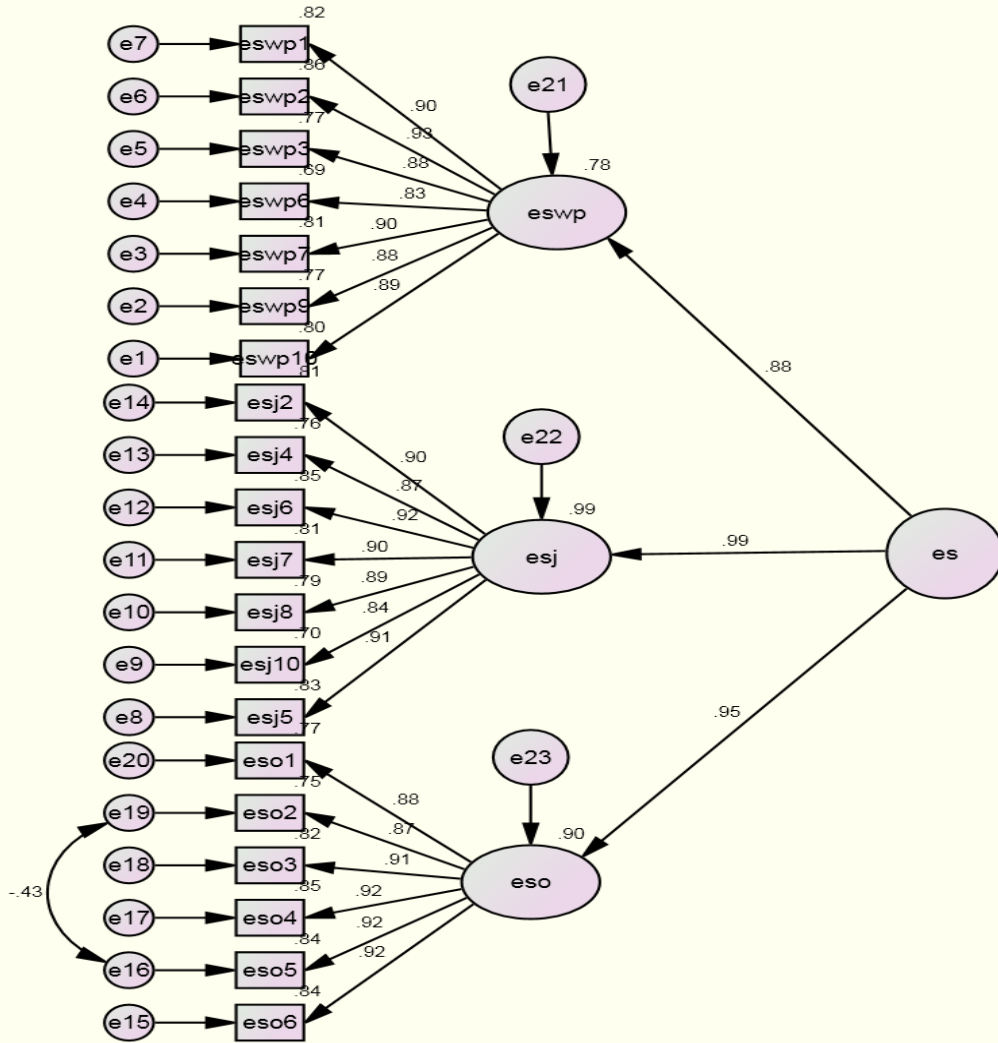 .82
e7 eswp1
.86
.90
e21
e6 eswp2
.77
.93
e5 eswp3
.69
.88
.78
e4 eswp6
.83
eswp
.81
.90
e3 eswp7
.77
.88
e2 eswp9
.89
.80
e1 eswp10
.88
.81
e14 esj2
.76
e22
e13 esj4
.90
.85
.87
e12 esj6
.92
.99
.81
.90
.99
e11 esj7
esj
es
.79
.89
e10 esj8
.84
.70
.91
e9 esj10
.83
.95
e8 esj5
.77
e20 eso1
e23
.75
.88
e19 eso2
.87
.82
.90
e18 eso3
.91
.85
eso
-.43
.92
e17 eso4
.92
.84
.92
e16 eso5
.84
e15 eso6